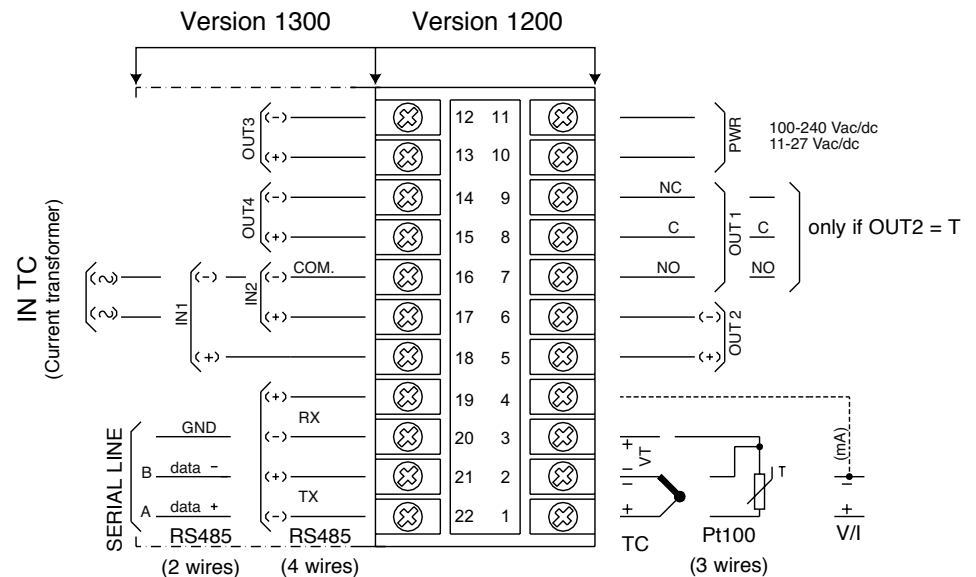 Version 1300 Version 1200
OUT3 (-) 12 11 PWR 100-240 Vac/dc
11-27 Vac/dc
(+) 13 10
OUT4 (-) 14 9 NC OUT 1
(+) 15 8 C C only if OUT2 = T
IN TC
(Current transformer)
IN1 (-) IN2 (-) COM. 16 7 NO NO
(+) 17 6 (-) OUT 2
(+) 18 5 (+)
(+) 19 4
RX
SERIAL LINE GND (-) 20 3 + VT (mA)
B data - (+) 21 2 - - T -
TX
A data + (-) 22 1 + +
RS485 RS485 TC Pt100 V/I
(2 wires) (4 wires) (3 wires)